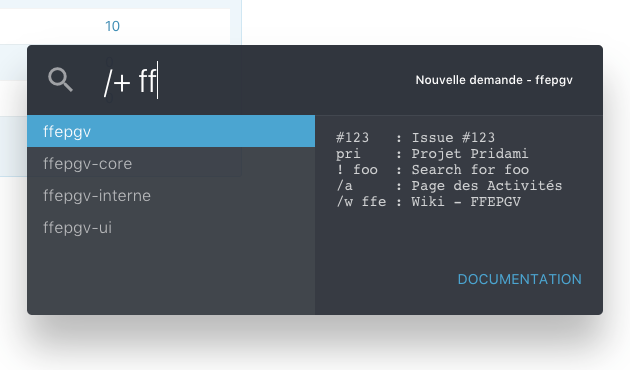 10
/+ ff
Nouvelle demande - ffepgv
ffepgv
ffepgv-core
ffepgv-interne
ffepgv-ui
#123   : Issue #123
pri    : Projet Pridami
! foo  : Search for foo
/a     : Page des Activités
/w ffe : Wiki - FFEPGV
DOCUMENTATION